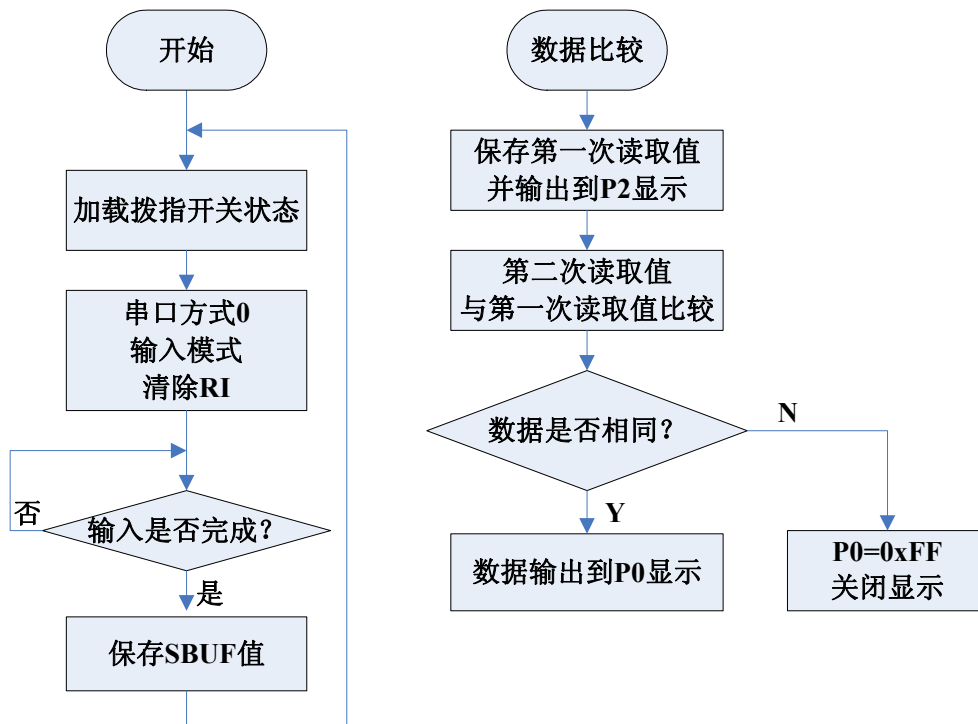 开始
加载拨指开关状态
串口方式0
输入模式
清除RI
输入是否完成？
否
是
保存SBUF值
数据比较
保存第一次读取值
并输出到P2显示
第二次读取值
与第一次读取值比较
数据是否相同？
N
Y
数据输出到P0显示
P0=0xFF
关闭显示